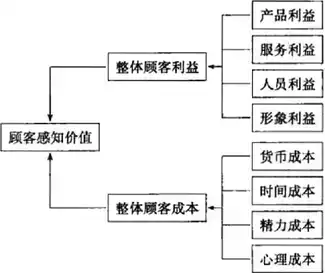 产品利益
服务利益
整体顾客利益
人员利益
形象利益
顾客感知价值
货币成本
时间成本
整体顾客成本
精力成本
心理成本